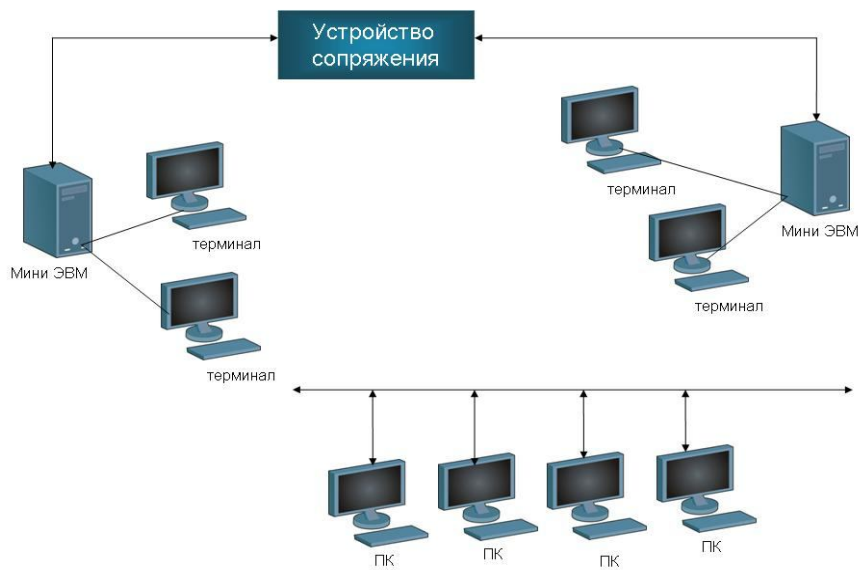 Устройство
сопряжения
терминал
терминал
Мини ЭВМ
Мини ЭВМ
терминал
терминал
ПК
ПК
ПК
ПК